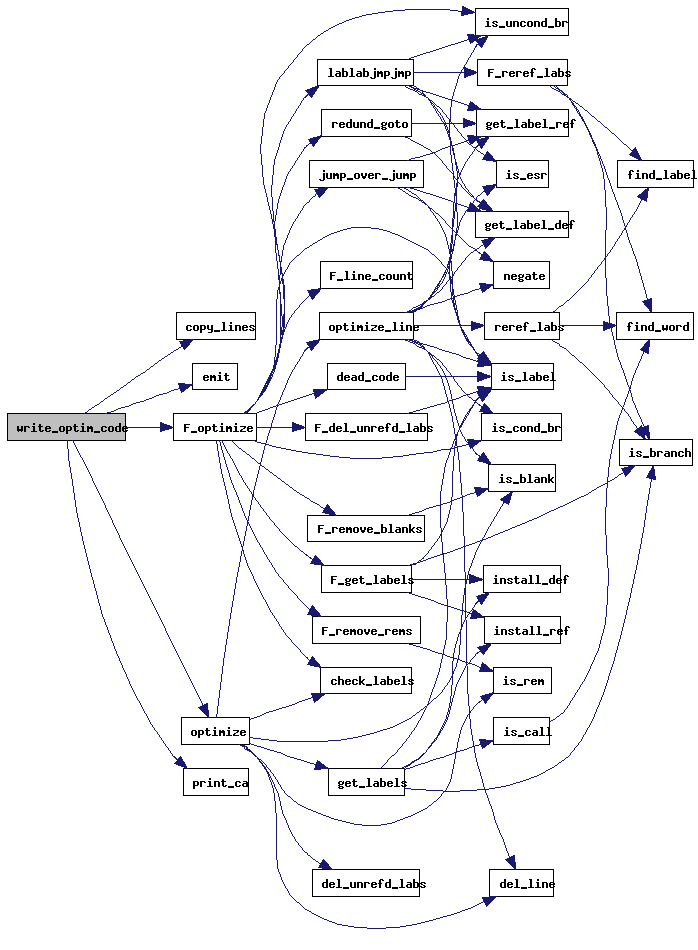 is_uncond_br
lablabjmpjmp
F_reref_labs
redund_goto
get_label_ref
jump_over_jump
is_esr
find_label
get_label_def
F_line_count
negate
copy_lines
optimize_line
reref_labs
find_word
emit
dead_code
is_label
write_optim_code
F_optimize
F_del_unrefd_labs
is_cond_br
is_branch
is_blank
F_remove_blanks
F_get_labels
install_def
F_remove_rems
install_ref
check_labels
is_rem
optimize
is_call
print_ca
get_labels
del_unrefd_labs
del_line